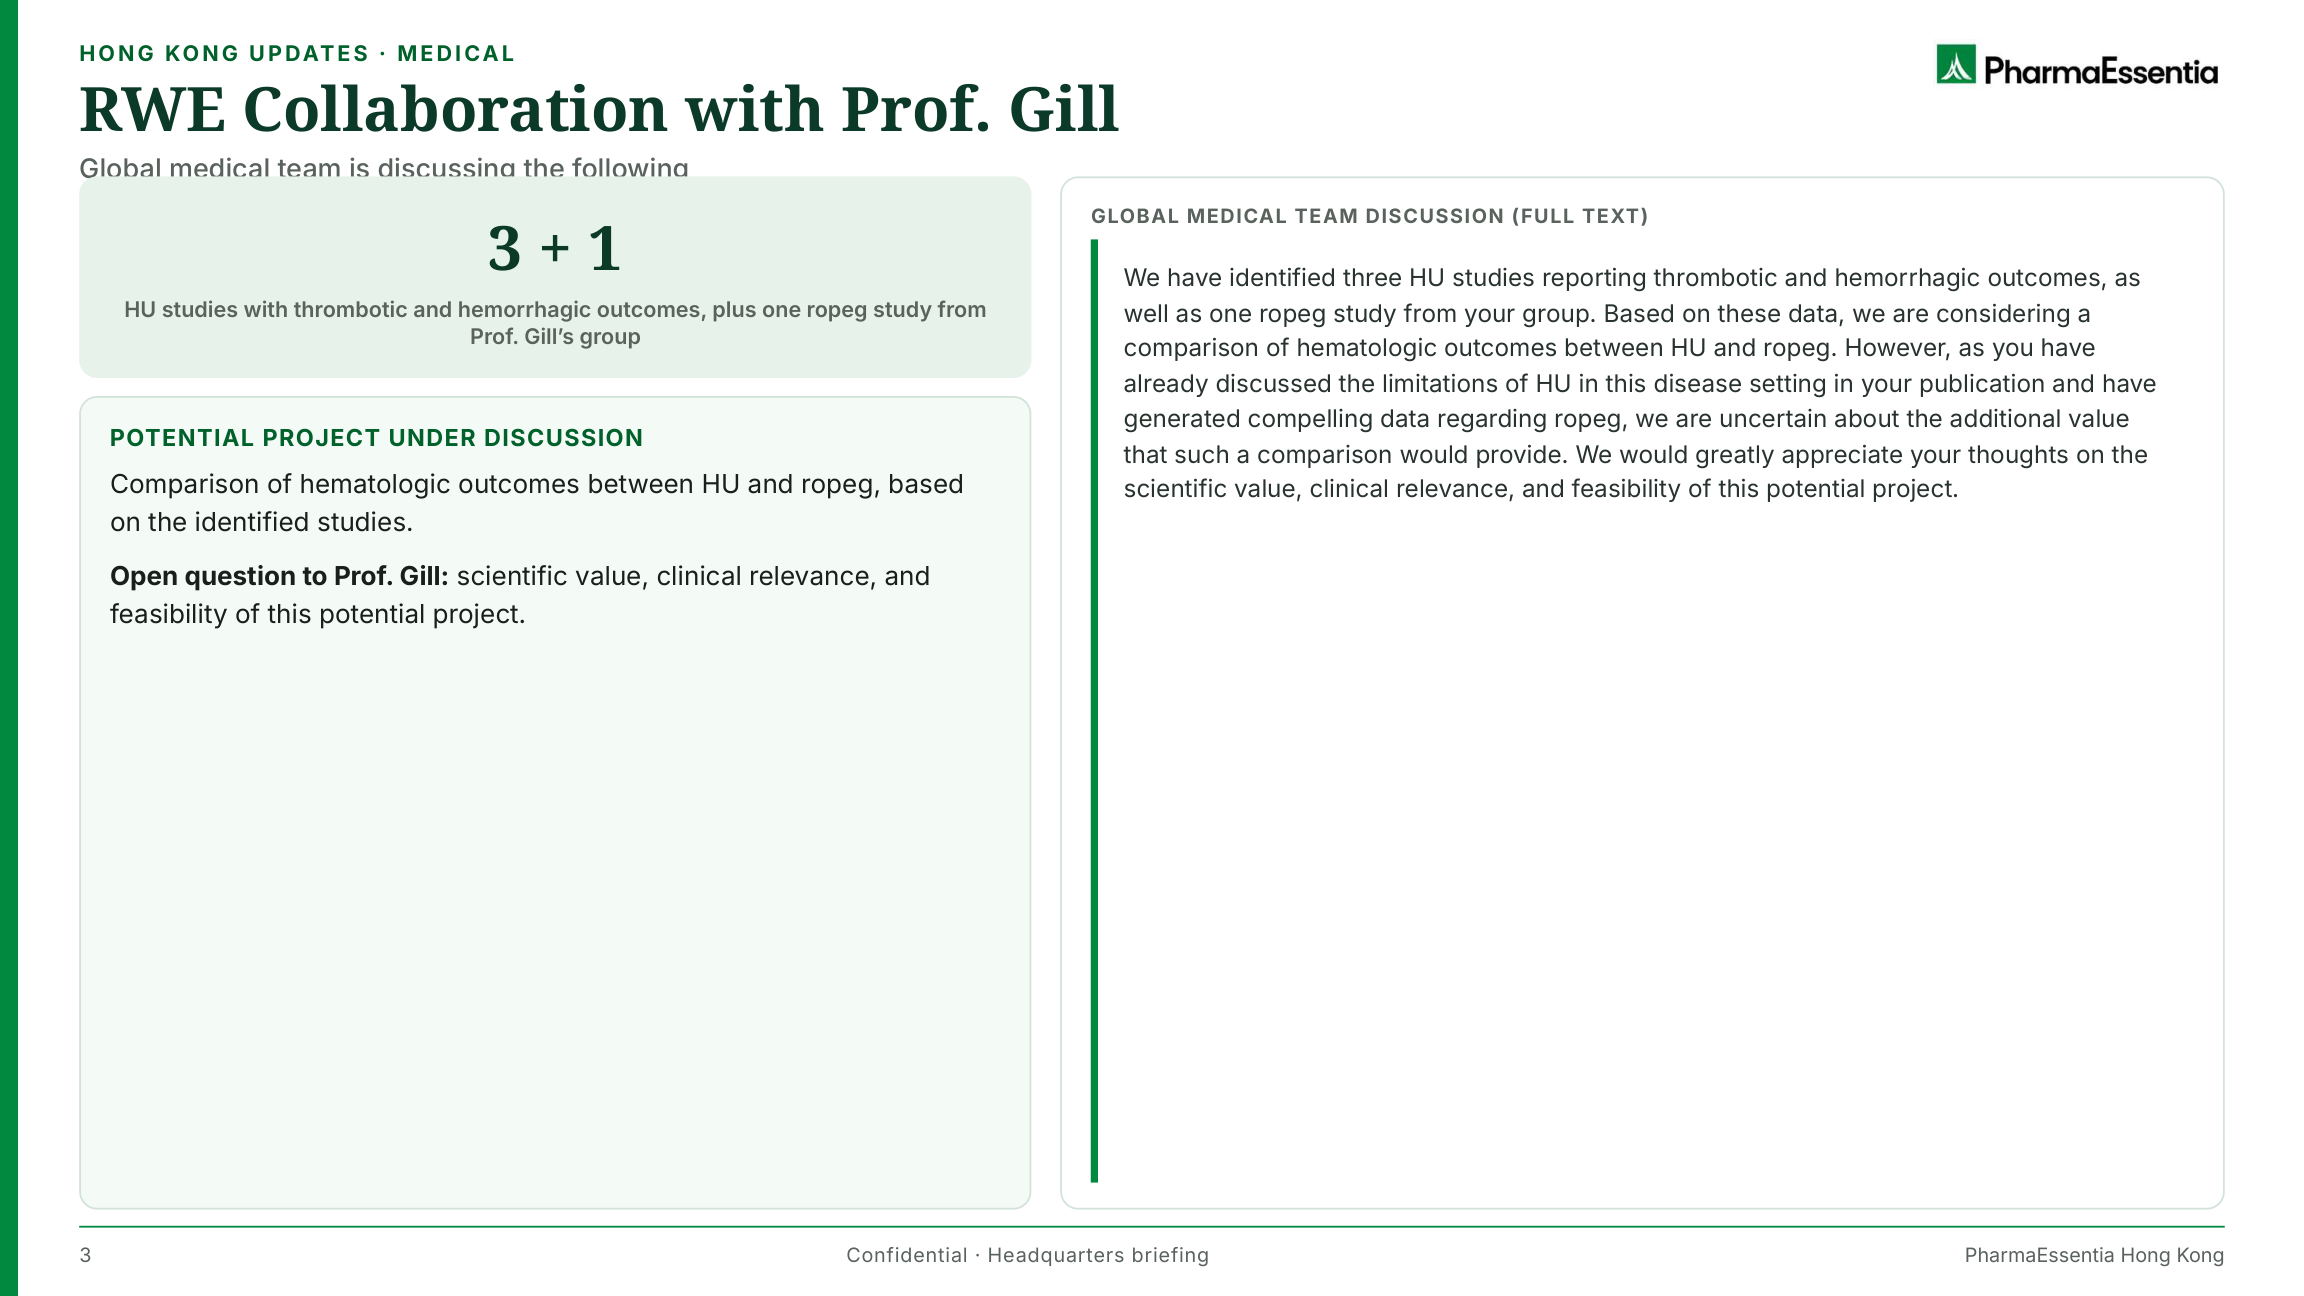 HONG KONG UPDATES · MEDICAL
PharmaEssentia
RWE Collaboration with Prof. Gill
Global medical team is discussing the following
3 + 1
HU studies with thrombotic and hemorrhagic outcomes, plus one ropeg study from
Prof. Gill’s group
POTENTIAL PROJECT UNDER DISCUSSION
Comparison of hematologic outcomes between HU and ropeg, based
on the identified studies.
Open question to Prof. Gill: scientific value, clinical relevance, and
feasibility of this potential project.
GLOBAL MEDICAL TEAM DISCUSSION (FULL TEXT)
We have identified three HU studies reporting thrombotic and hemorrhagic outcomes, as
well as one ropeg study from your group. Based on these data, we are considering a
comparison of hematologic outcomes between HU and ropeg. However, as you have
already discussed the limitations of HU in this disease setting in your publication and have
generated compelling data regarding ropeg, we are uncertain about the additional value
that such a comparison would provide. We would greatly appreciate your thoughts on the
scientific value, clinical relevance, and feasibility of this potential project.
3
Confidential · Headquarters briefing
PharmaEssentia Hong Kong